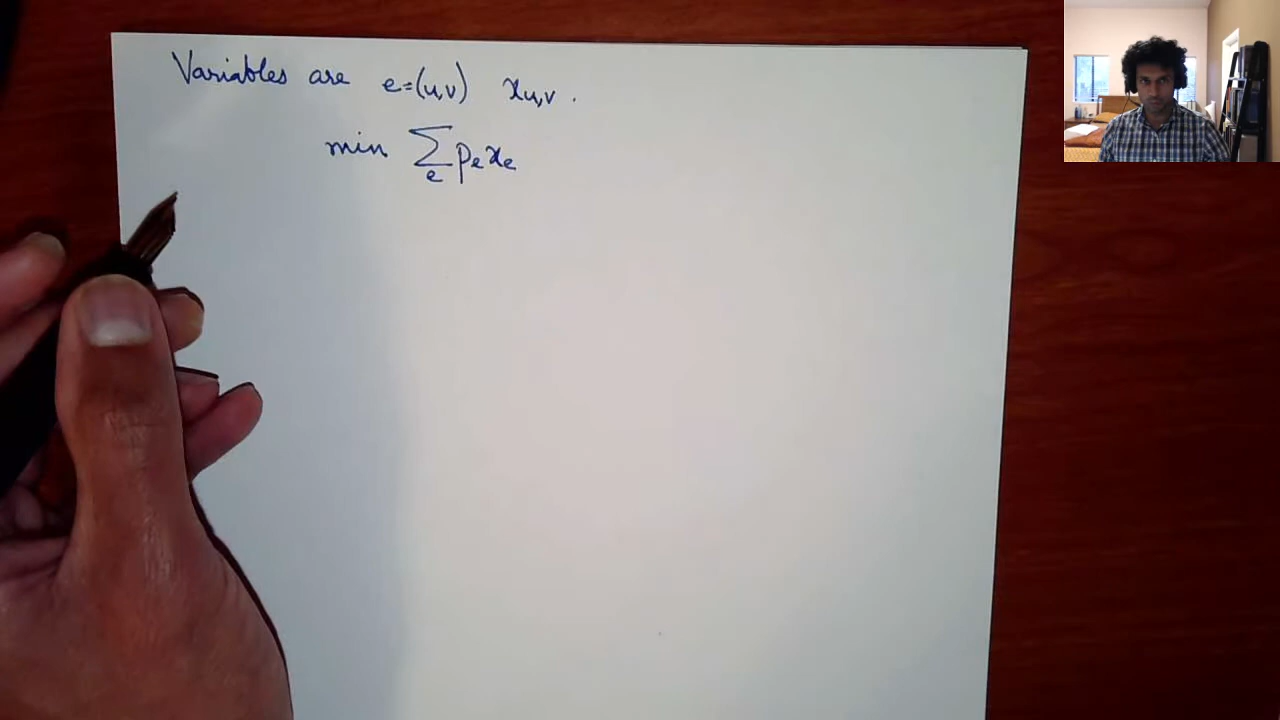 Variables are e=(u,v) x_{u,v}.
min ∑_e p_e x_e